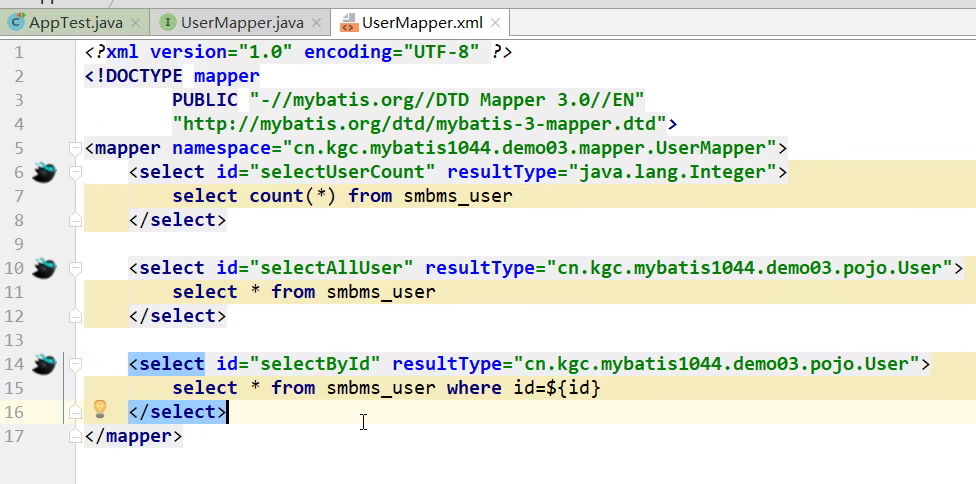 AppTest.java
UserMapper.java
UserMapper.xml
1 <?xml version="1.0" encoding="UTF-8" ?>
2 <!DOCTYPE mapper
3 PUBLIC "-//mybatis.org//DTD Mapper 3.0//EN"
4 "http://mybatis.org/dtd/mybatis-3-mapper.dtd">
5 <mapper namespace="cn.kgc.mybatis1044.demo03.mapper.UserMapper">
6 <select id="selectUserCount" resultType="java.lang.Integer">
7 select count(*) from smbms_user
8 </select>
9
10 <select id="selectAllUser" resultType="cn.kgc.mybatis1044.demo03.pojo.User">
11 select * from smbms_user
12 </select>
13
14 <select id="selectById" resultType="cn.kgc.mybatis1044.demo03.pojo.User">
15 select * from smbms_user where id=${id}
16 </select>
17 </mapper>